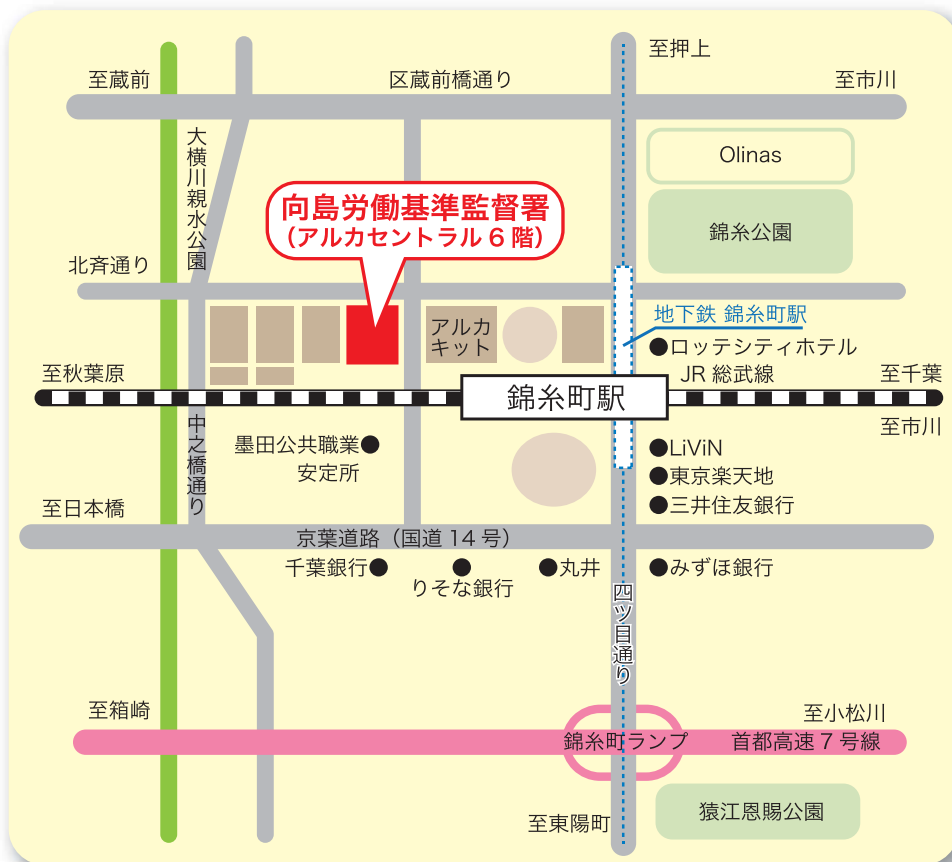 至押上
至蔵前
区蔵前橋通り
至市川
大横川親水公園
Olinas
向島労働基準監督署
（アルカセントラル6階）
錦糸公園
北斉通り
地下鉄 錦糸町駅
アルカ
キット
●ロッテシティホテル
JR 総武線
至秋葉原
錦糸町駅
至千葉
至市川
中之橋通り
墨田公共職業●
安定所
●LiViN
●東京楽天地
●三井住友銀行
至日本橋
京葉道路（国道14号）
千葉銀行●
りそな銀行
●丸井
●みずほ銀行
四ツ目通り
至箱崎
至小松川
錦糸町ランプ
首都高速7号線
至東陽町
猿江恩賜公園